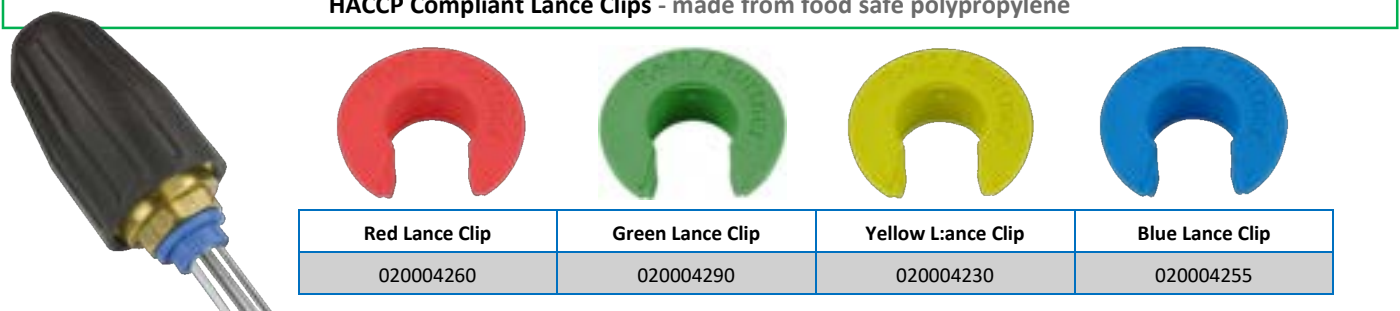 HACCP Compliant Lance Clips - made from food safe polypropylene
Red Lance Clip Green Lance Clip Yellow L:ance Clip Blue Lance Clip
020004260 020004290 020004230 020004255